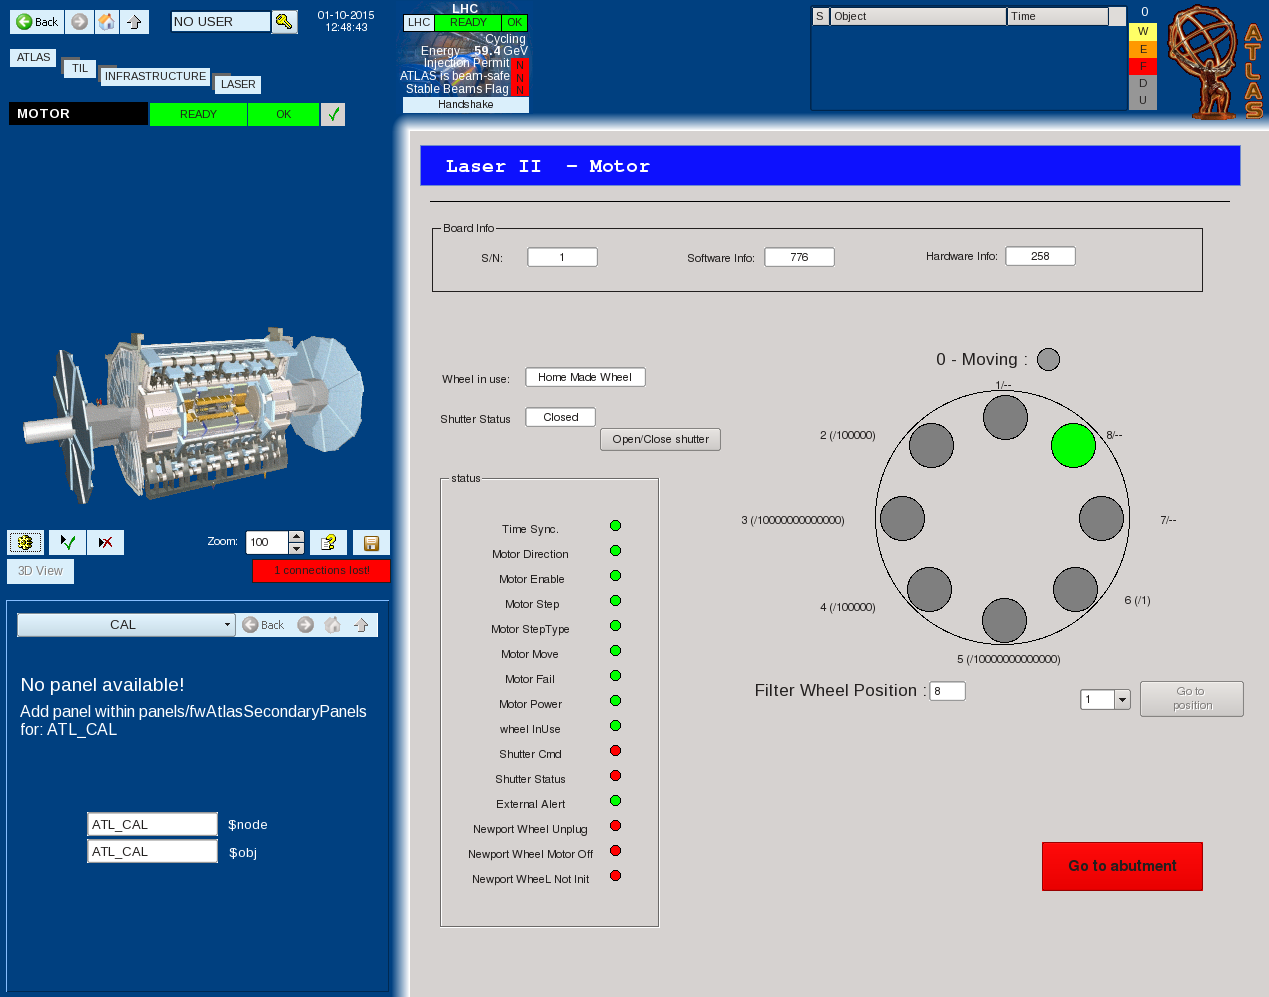 Back
NO USER
01-10-2015
12:48:43
ATLAS
TIL
INFRASTRUCTURE
LASER
MOTOR READY OK
LHC
LHC READY OK
Cycling
Energy 59.4 GeV
Injection Permit N
ATLAS is beam-safe N
Stable Beams Flag N
Handshake
S Object Time
0
W
E
F
D
U
ATLAS
Laser II - Motor
Board Info
S/N: 1
Software Info: 776
Hardware Info: 258
Wheel in use: Home Made Wheel
Shutter Status Closed
Open/Close shutter
status
Time Sync.
Motor Direction
Motor Enable
Motor Step
Motor StepType
Motor Move
Motor Fail
Motor Power
wheel InUse
Shutter Cmd
Shutter Status
External Alert
Newport Wheel Unplug
Newport Wheel Motor Off
Newport WheeL Not Init
0 - Moving :
1/--
2 (/100000)
8/--
3 (/10000000000000)
7/--
4 (/100000)
6 (/1)
5 (/10000000000000)
Filter Wheel Position : 8
1
Go to
position
Go to abutment
Zoom: 100
3D View
1 connections lost!
CAL
Back
No panel available!
Add panel within panels/fwAtlasSecondaryPanels
for: ATL_CAL
ATL_CAL $node
ATL_CAL $obj